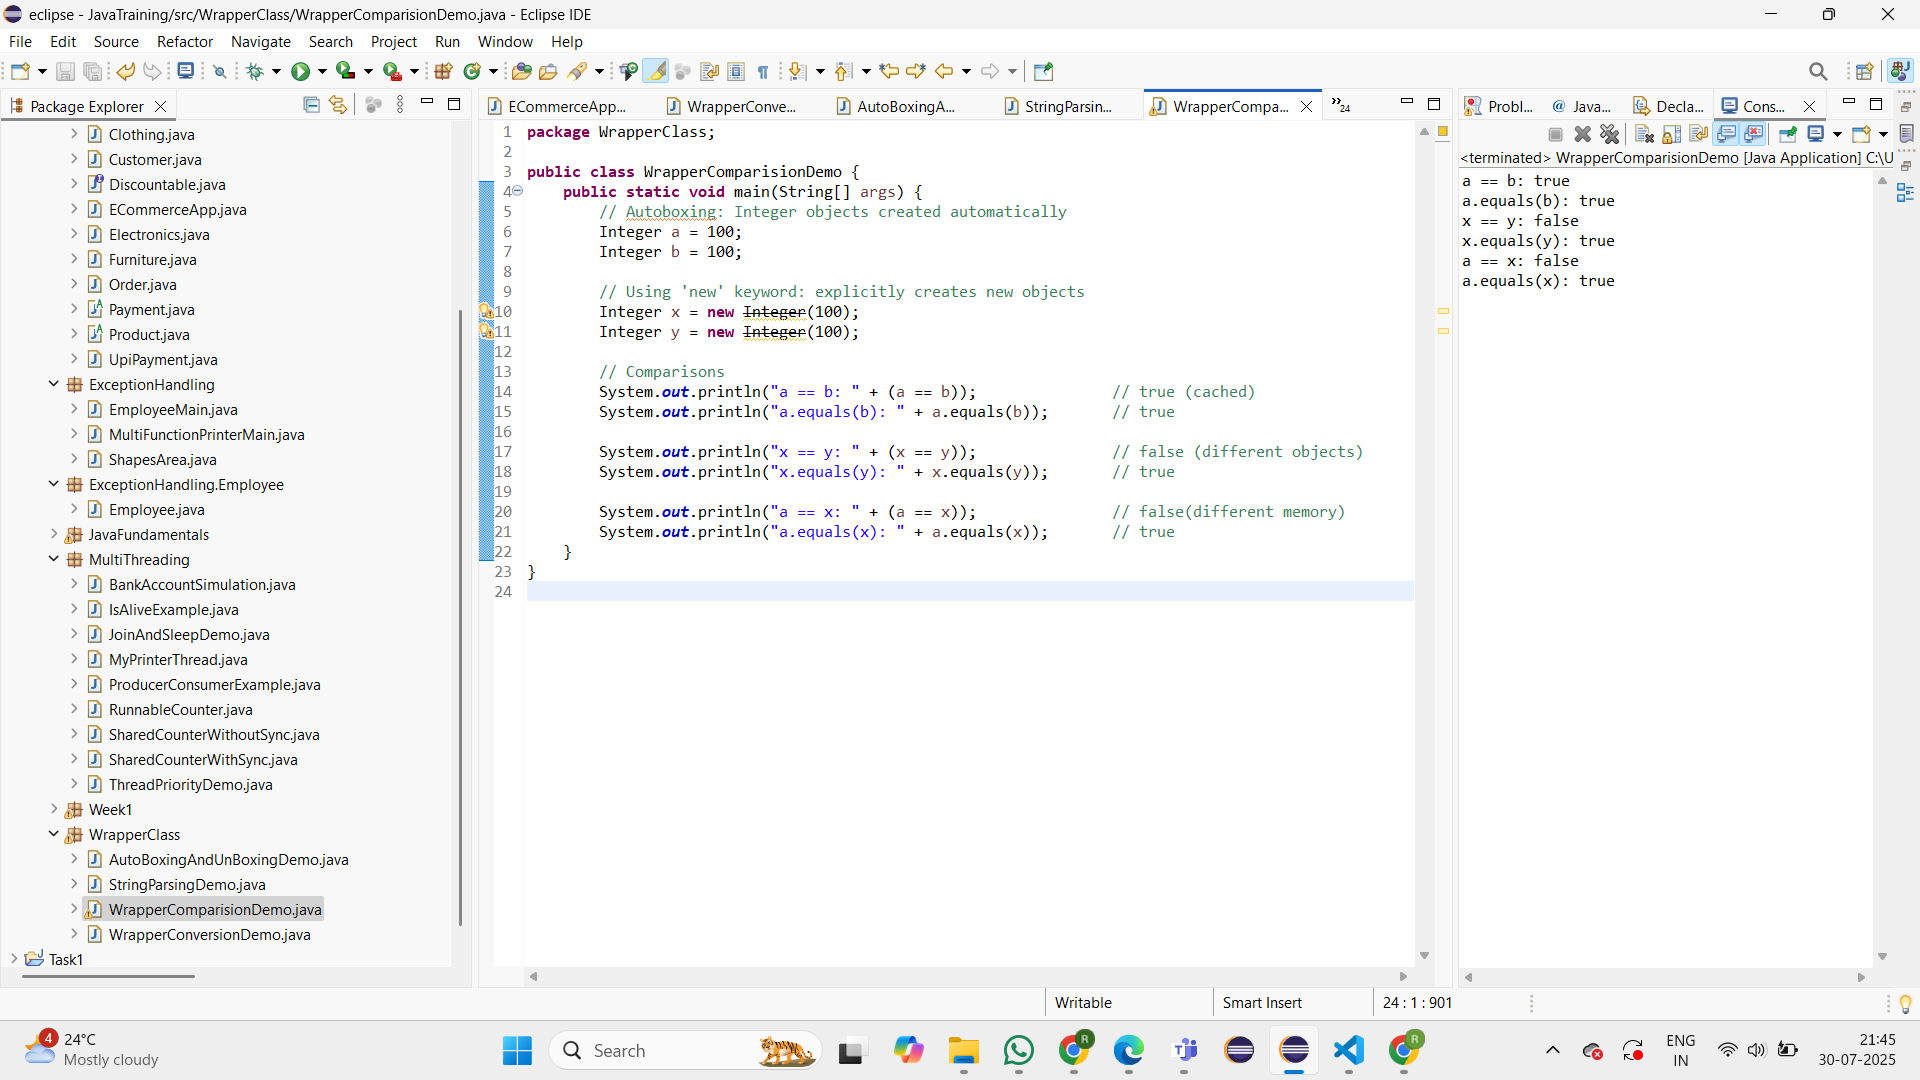 eclipse - JavaTraining/src/WrapperClass/WrapperComparisionDemo.java - Eclipse IDE
File Edit Source Refactor Navigate Search Project Run Window Help
Package Explorer
Clothing.java
Customer.java
Discountable.java
ECommerceApp.java
Electronics.java
Furniture.java
Order.java
Payment.java
Product.java
UpiPayment.java
ExceptionHandling
EmployeeMain.java
MultiFunctionPrinterMain.java
ShapesArea.java
ExceptionHandling.Employee
Employee.java
JavaFundamentals
MultiThreading
BankAccountSimulation.java
IsAliveExample.java
JoinAndSleepDemo.java
MyPrinterThread.java
ProducerConsumerExample.java
RunnableCounter.java
SharedCounterWithoutSync.java
SharedCounterWithSync.java
ThreadPriorityDemo.java
Week1
WrapperClass
AutoBoxingAndUnBoxingDemo.java
StringParsingDemo.java
WrapperComparisionDemo.java
WrapperConversionDemo.java
Task1
ECommerceApp... WrapperConve... AutoBoxingA... StringParsin... WrapperCompa... »24
1 package WrapperClass;
2
3 public class WrapperComparisionDemo {
4 public static void main(String[] args) {
5 // Autoboxing: Integer objects created automatically
6 Integer a = 100;
7 Integer b = 100;
8
9 // Using 'new' keyword: explicitly creates new objects
10 Integer x = new Integer(100);
11 Integer y = new Integer(100);
12
13 // Comparisons
14 System.out.println("a == b: " + (a == b)); // true (cached)
15 System.out.println("a.equals(b): " + a.equals(b)); // true
16
17 System.out.println("x == y: " + (x == y)); // false (different objects)
18 System.out.println("x.equals(y): " + x.equals(y)); // true
19
20 System.out.println("a == x: " + (a == x)); // false(different memory)
21 System.out.println("a.equals(x): " + a.equals(x)); // true
22 }
23 }
24
Probl... @ Java... Decla... Cons...
<terminated> WrapperComparisionDemo [Java Application] C:\U
a == b: true
a.equals(b): true
x == y: false
x.equals(y): true
a == x: false
a.equals(x): true
Writable Smart Insert 24 : 1 : 901
4
24°C
Mostly cloudy
Search
R
R
ENG
IN
21:45
30-07-2025